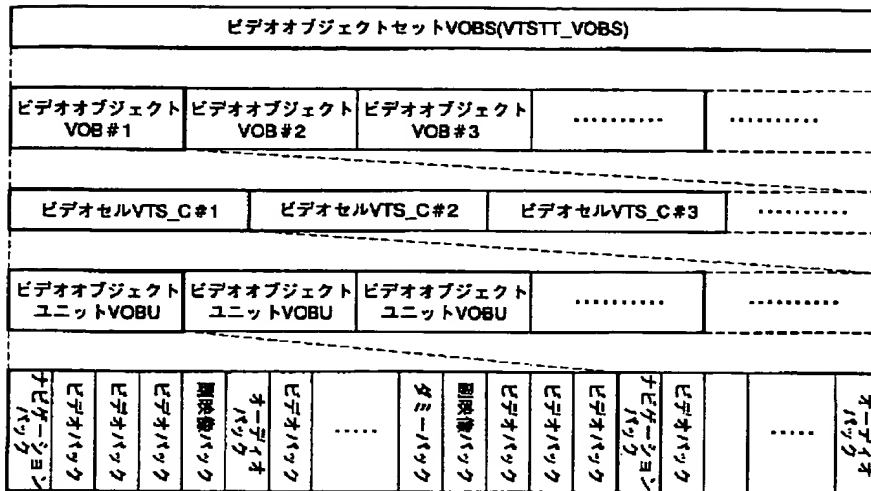 ビデオオブジェクトセットVOBS(VTSTT_VOBS)
ビデオオブジェクト
VOB#1
ビデオオブジェクト
VOB#2
ビデオオブジェクト
VOB#3
‥‥‥‥‥
‥‥‥‥‥
ビデオセルVTS_C#1
ビデオセルVTS_C#2
ビデオセルVTS_C#3
‥‥‥‥‥
ビデオオブジェクト
ユニットVOBU
ビデオオブジェクト
ユニットVOBU
ビデオオブジェクト
ユニットVOBU
‥‥‥‥‥
‥‥‥‥‥
ナビゲーション
パック
ビデオパック
ビデオパック
ビデオパック
副映像パック
オーディオ
パック
ビデオパック
‥‥‥
ダミーパック
副映像パック
ビデオパック
ビデオパック
ビデオパック
ナビゲーション
パック
ビデオパック
‥‥‥
オーディオ
パック